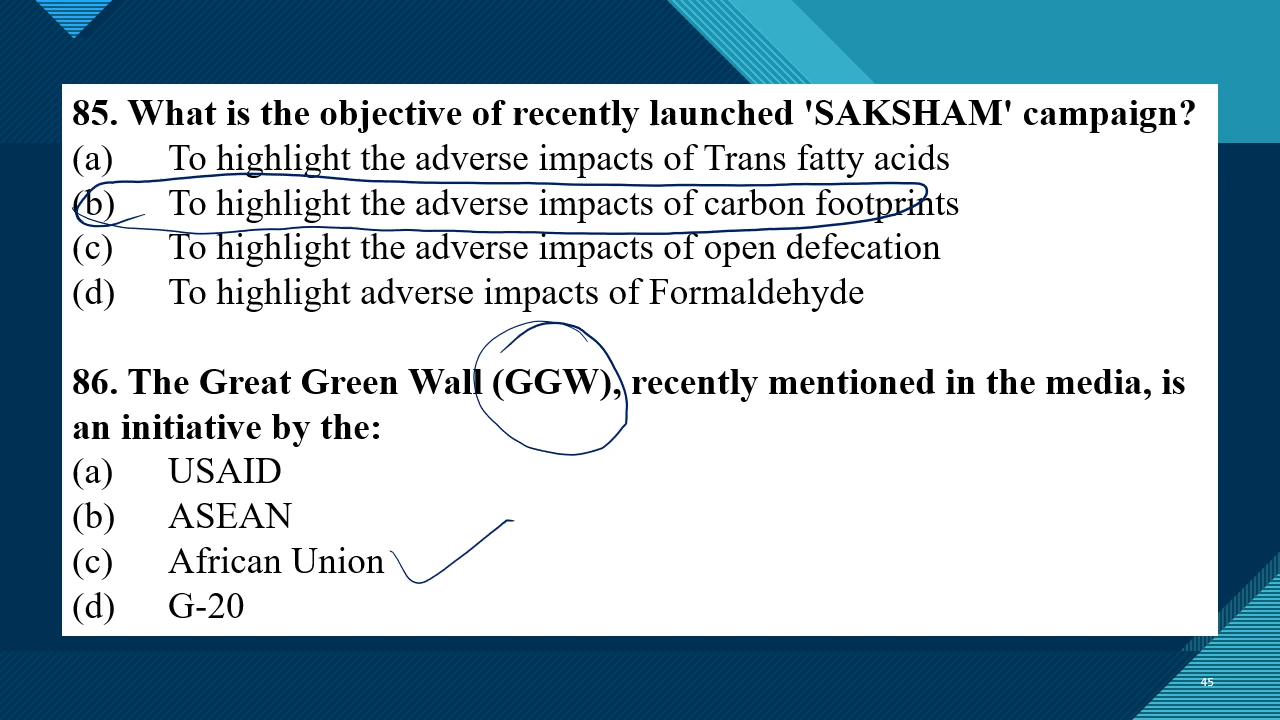 85. What is the objective of recently launched 'SAKSHAM' campaign?
(a) To highlight the adverse impacts of Trans fatty acids
(b) To highlight the adverse impacts of carbon footprints
(c) To highlight the adverse impacts of open defecation
(d) To highlight adverse impacts of Formaldehyde
86. The Great Green Wall (GGW), recently mentioned in the media, is
an initiative by the:
(a) USAID
(b) ASEAN
(c) African Union
(d) G-20
45